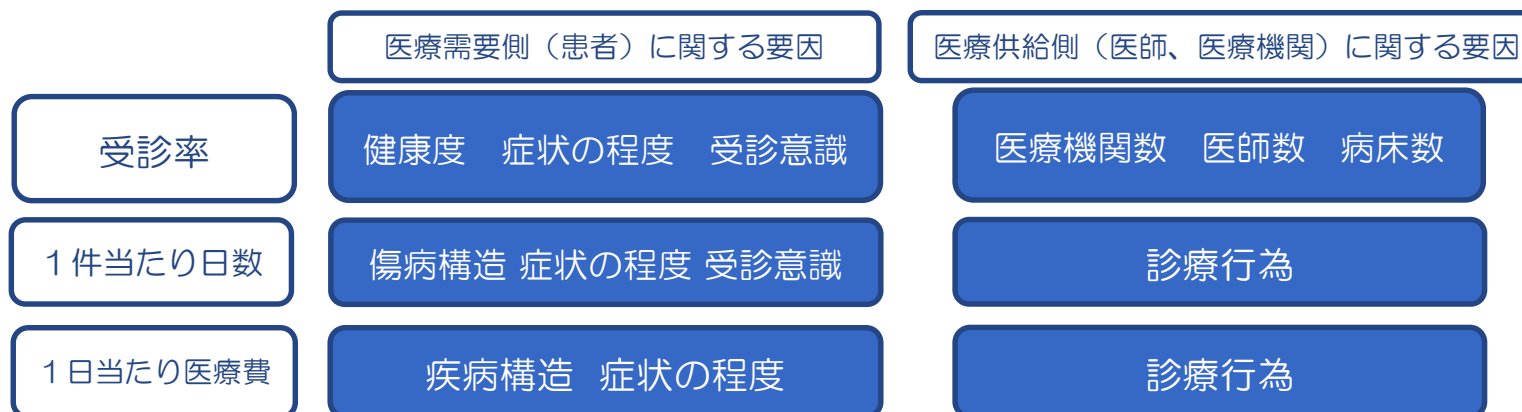 医療需要側（患者）に関する要因　医療供給側（医師、医療機関）に関する要因
受診率　健康度　症状の程度　受診意識　医療機関数　医師数　病床数
１件当たり日数　傷病構造 症状の程度 受診意識　診療行為
１日当たり医療費　疾病構造 症状の程度　診療行為